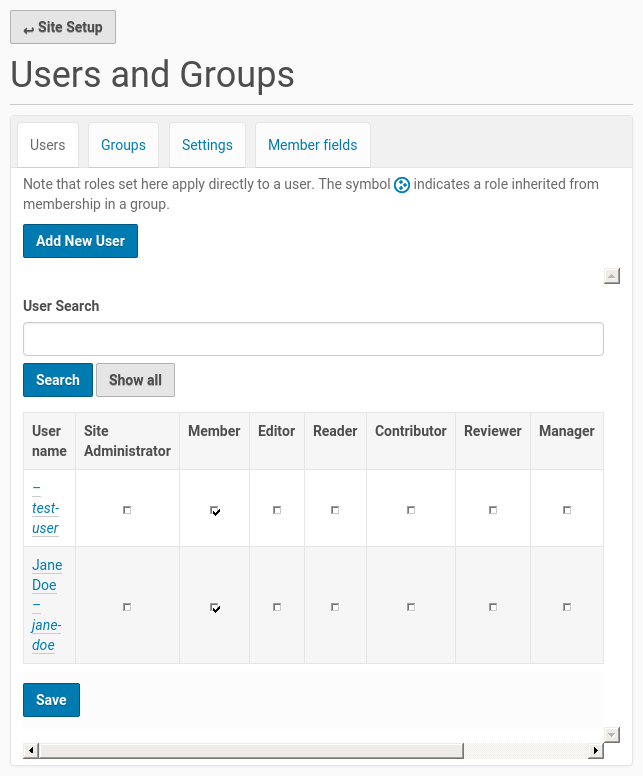 Site Setup
Users and Groups
Users Groups Settings Member fields
Note that roles set here apply directly to a user. The symbol indicates a role inherited from
membership in a group.
Add New User
User Search
Search Show all
User name Site Administrator Member Editor Reader Contributor Reviewer Manager
–
test-
user
Jane
Doe
–
jane-
doe
Save